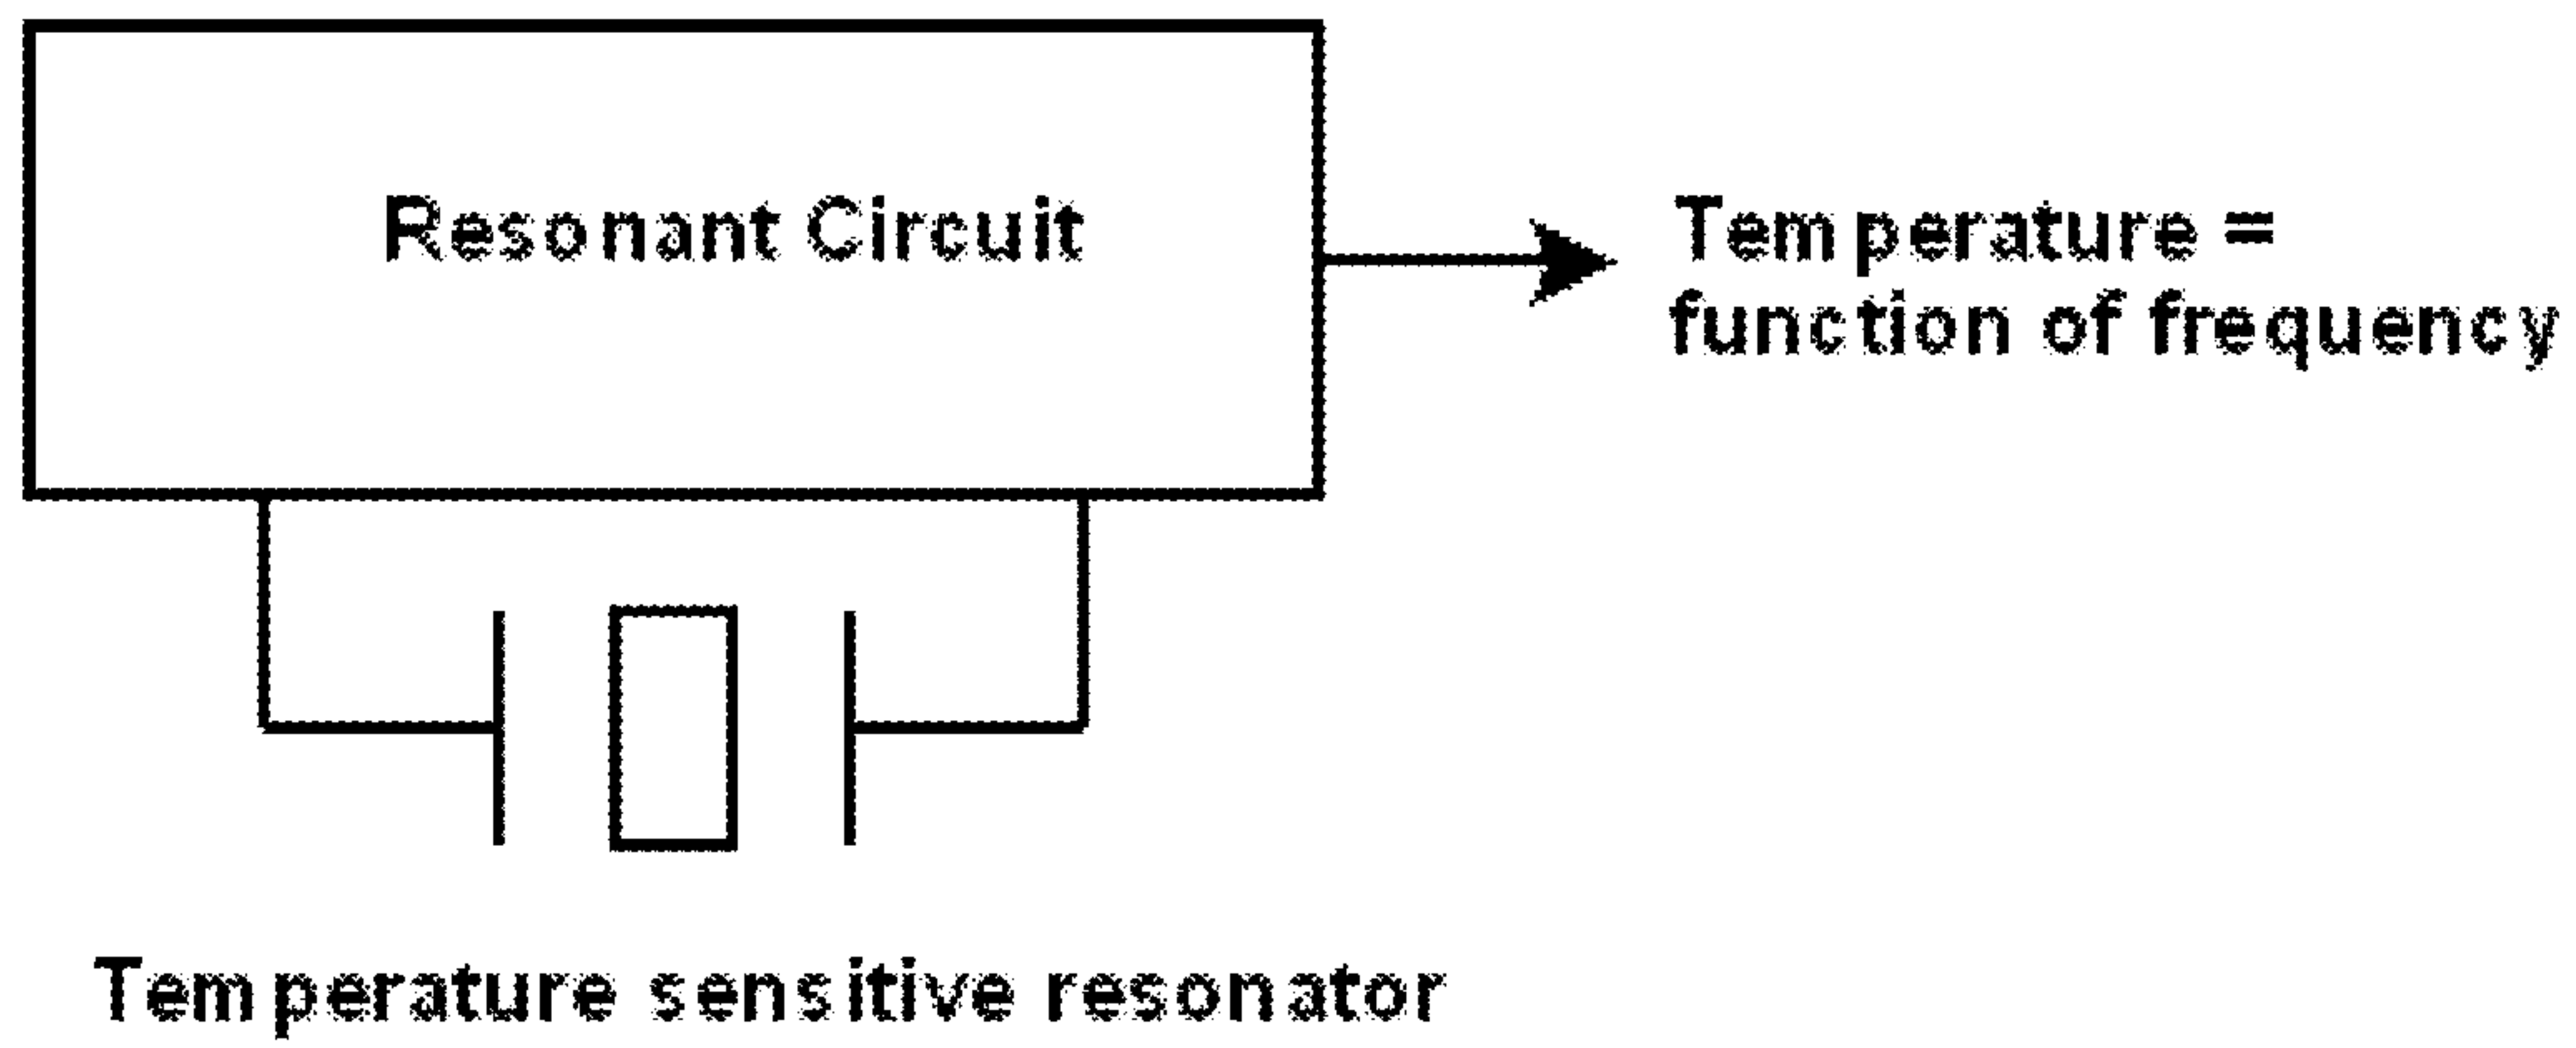 Resonant Circuit
Temperature =
function of frequency
Temperature sensitive resonator